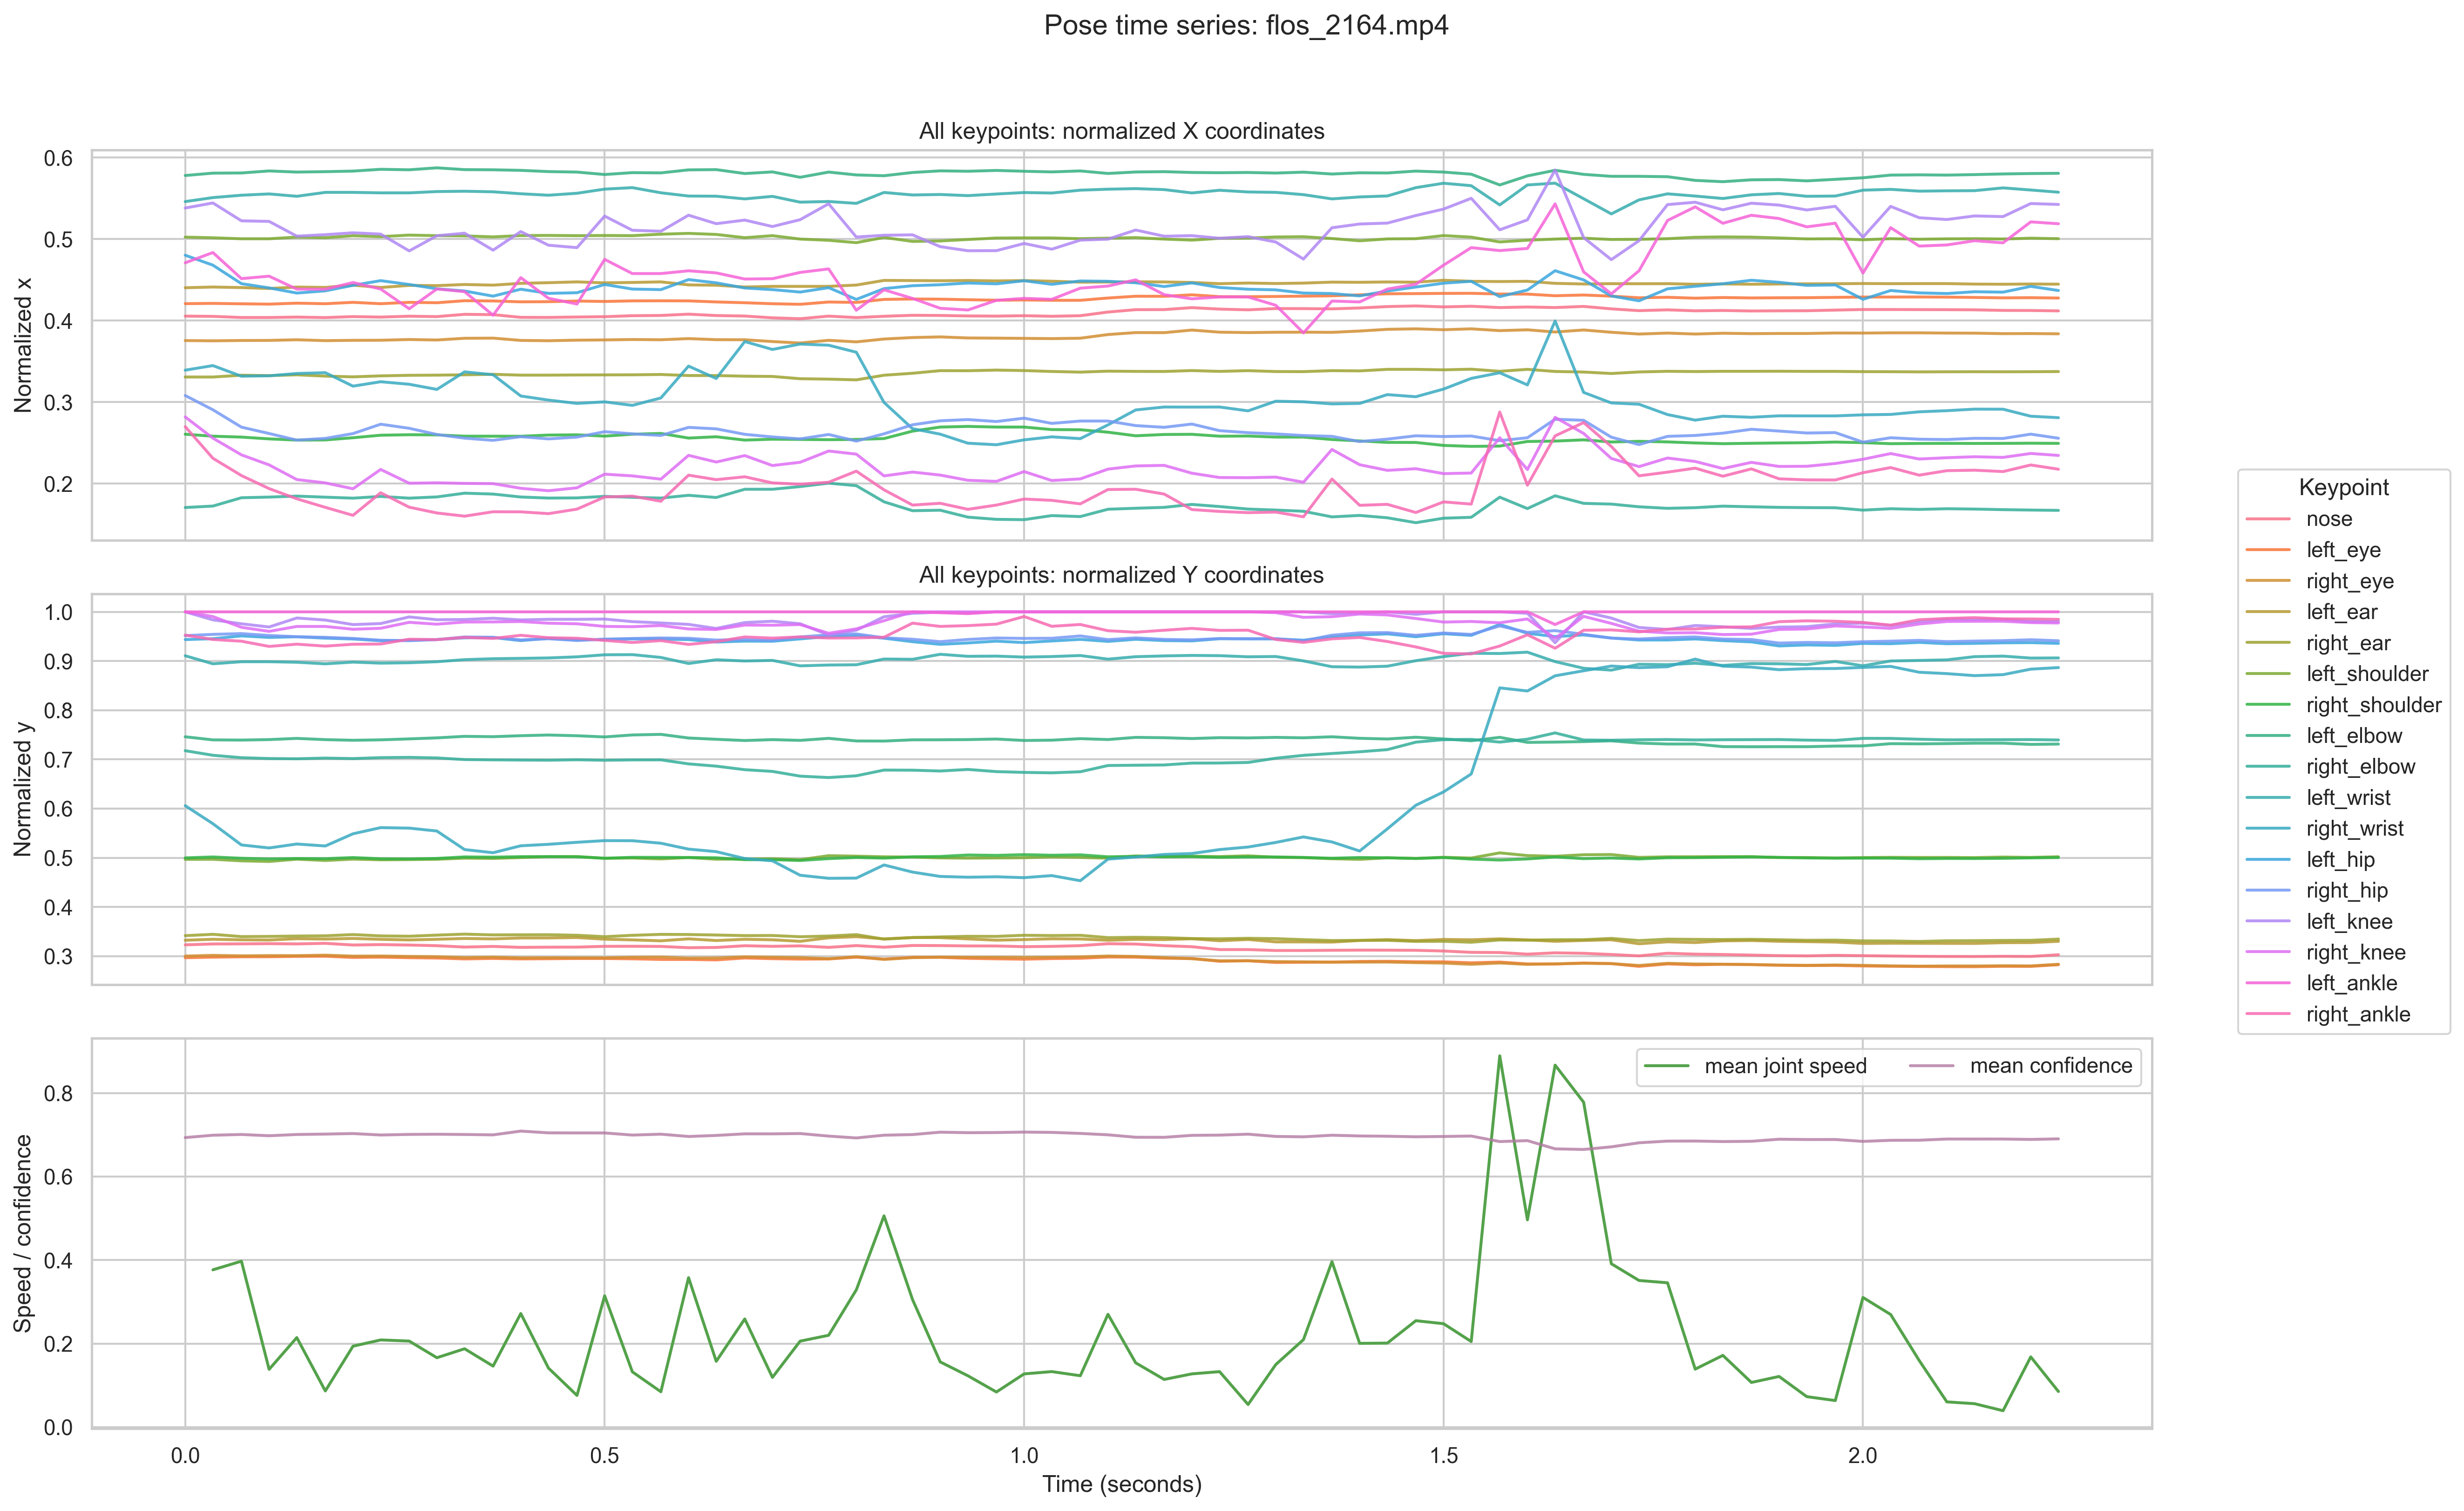 Pose time series: flos_2164.mp4
All keypoints: normalized X coordinates
Normalized x
0.6
0.5
0.4
0.3
0.2
All keypoints: normalized Y coordinates
Normalized y
1.0
0.9
0.8
0.7
0.6
0.5
0.4
0.3
Speed / confidence
0.8
0.6
0.4
0.2
0.0
mean joint speed
mean confidence
0.0
0.5
1.0
1.5
2.0
Time (seconds)
Keypoint
nose
left_eye
right_eye
left_ear
right_ear
left_shoulder
right_shoulder
left_elbow
right_elbow
left_wrist
right_wrist
left_hip
right_hip
left_knee
right_knee
left_ankle
right_ankle